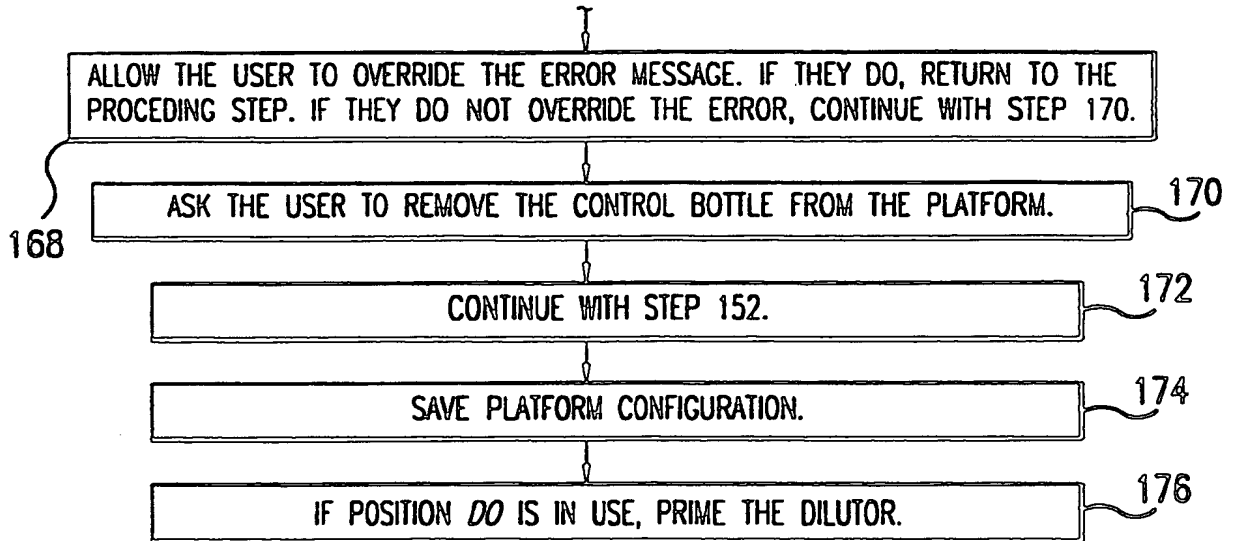 ALLOW THE USER TO OVERRIDE THE ERROR MESSAGE. IF THEY DO, RETURN TO THE
PROCEDING STEP. IF THEY DO NOT OVERRIDE THE ERROR, CONTINUE WITH STEP 170.
168
ASK THE USER TO REMOVE THE CONTROL BOTTLE FROM THE PLATFORM.
170
CONTINUE WITH STEP 152.
172
SAVE PLATFORM CONFIGURATION.
174
IF POSITION DO IS IN USE, PRIME THE DILUTOR.
176